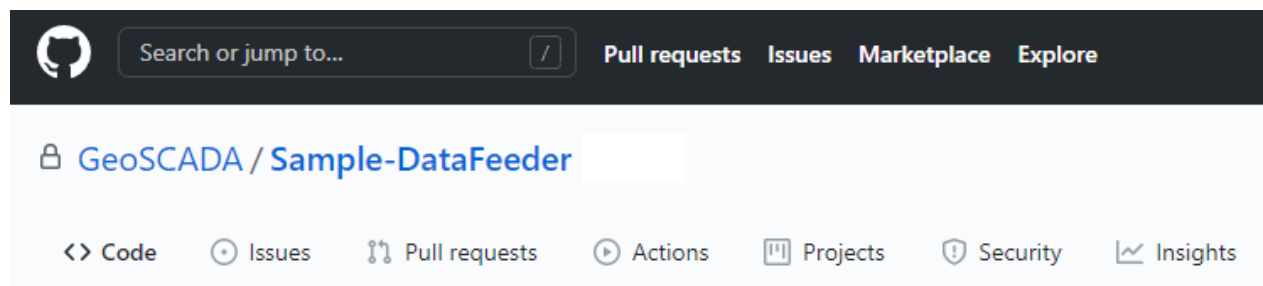 Search or jump to... / Pull requests Issues Marketplace Explore
GeoSCADA / Sample-DataFeeder
<> Code Issues Pull requests Actions Projects Security Insights